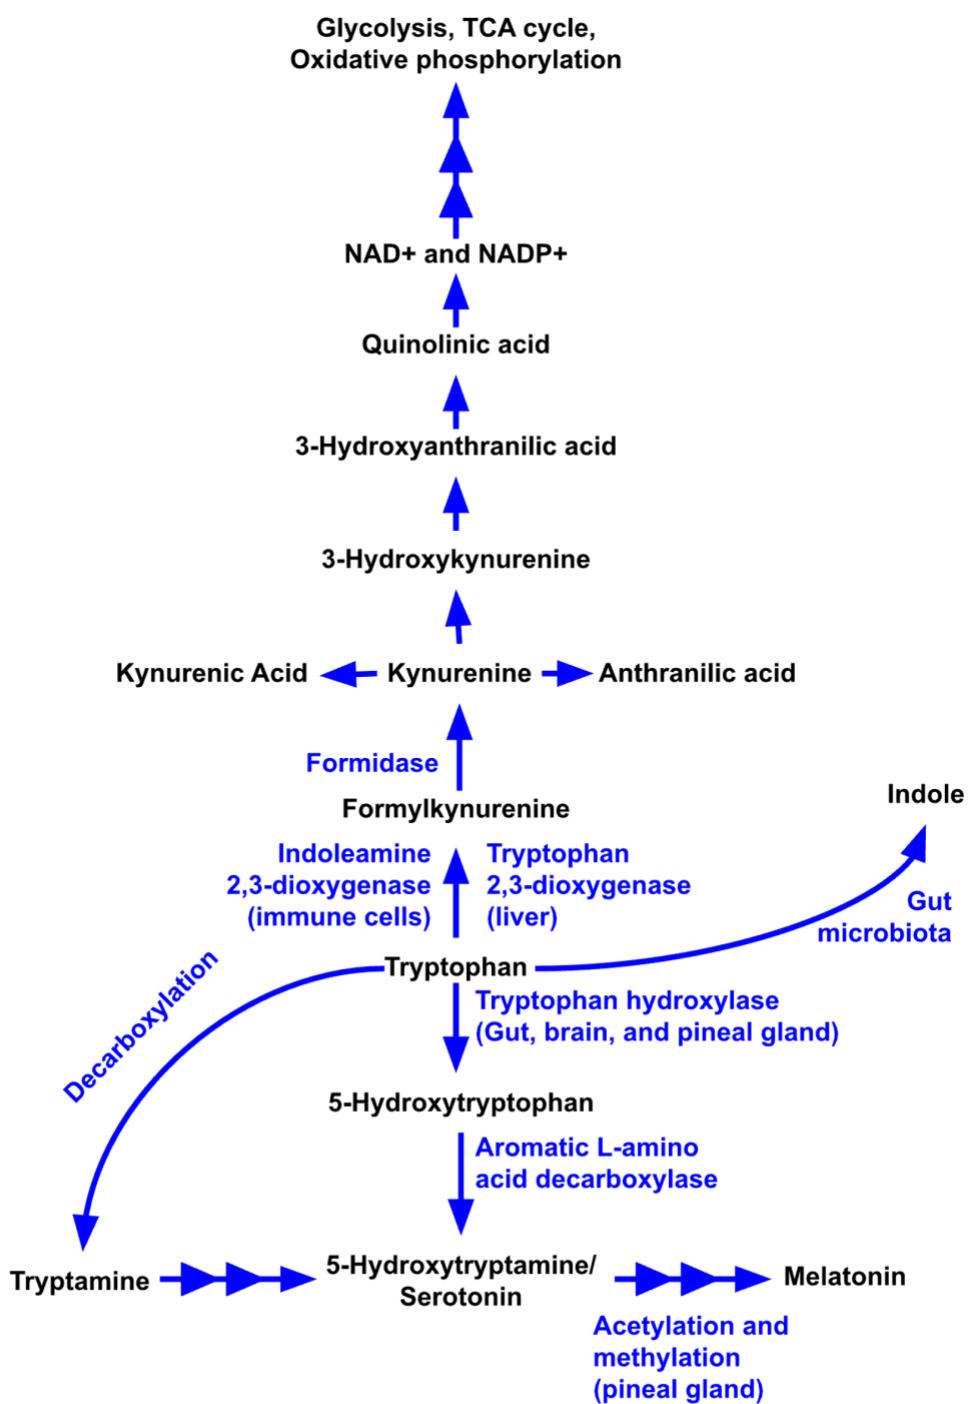 Glycolysis, TCA cycle,
Oxidative phosphorylation
NAD+ and NADP+
Quinolinic acid
3-Hydroxyanthranilic acid
3-Hydroxykynurenine
Kynurenic Acid
Kynurenine
Anthranilic acid
Formidase
Formylkynurenine
Indole
Indoleamine
2,3-dioxygenase
(immune cells)
Tryptophan
2,3-dioxygenase
(liver)
Gut
microbiota
Tryptophan
Decarboxylation
Tryptophan hydroxylase
(Gut, brain, and pineal gland)
5-Hydroxytryptophan
Aromatic L-amino
acid decarboxylase
Tryptamine
5-Hydroxytryptamine/
Serotonin
Melatonin
Acetylation and
methylation
(pineal gland)